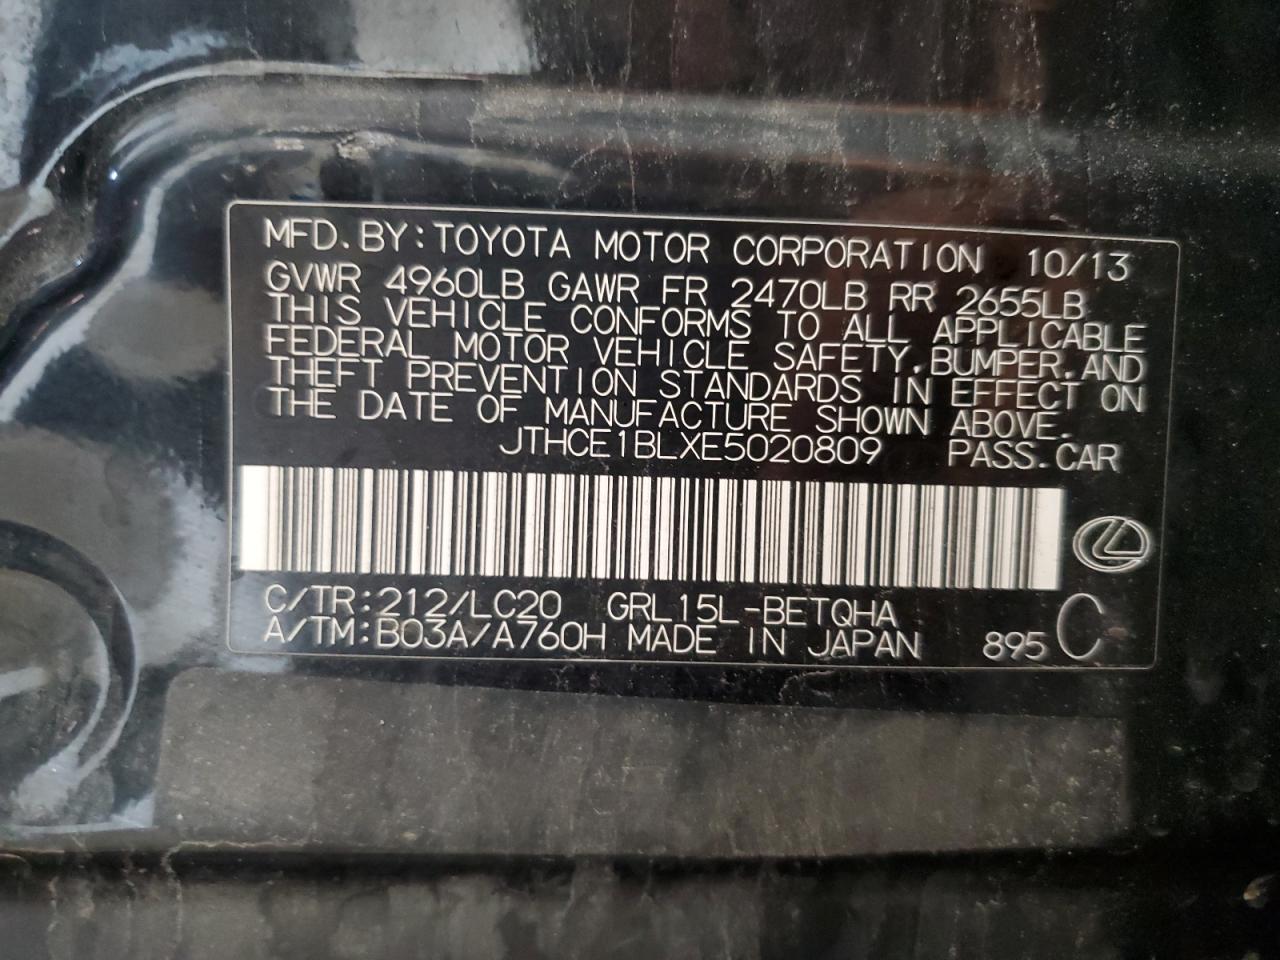 MFD.BY:TOYOTA MOTOR CORPORATION 10/13
GVWR 4960LB GAWR FR 2470LB RR 2655LB
THIS VEHICLE CONFORMS TO ALL APPLICABLE
FEDERAL MOTOR VEHICLE SAFETY,BUMPER,AND
THEFT PREVENTION STANDARDS IN EFFECT ON
THE DATE OF MANUFACTURE SHOWN ABOVE.
JTHCE1BLXE5020809 PASS.CAR
C/TR:212/LC20 GRL15L-BETQHA
A/TM:B03A/A760H MADE IN JAPAN 895 C